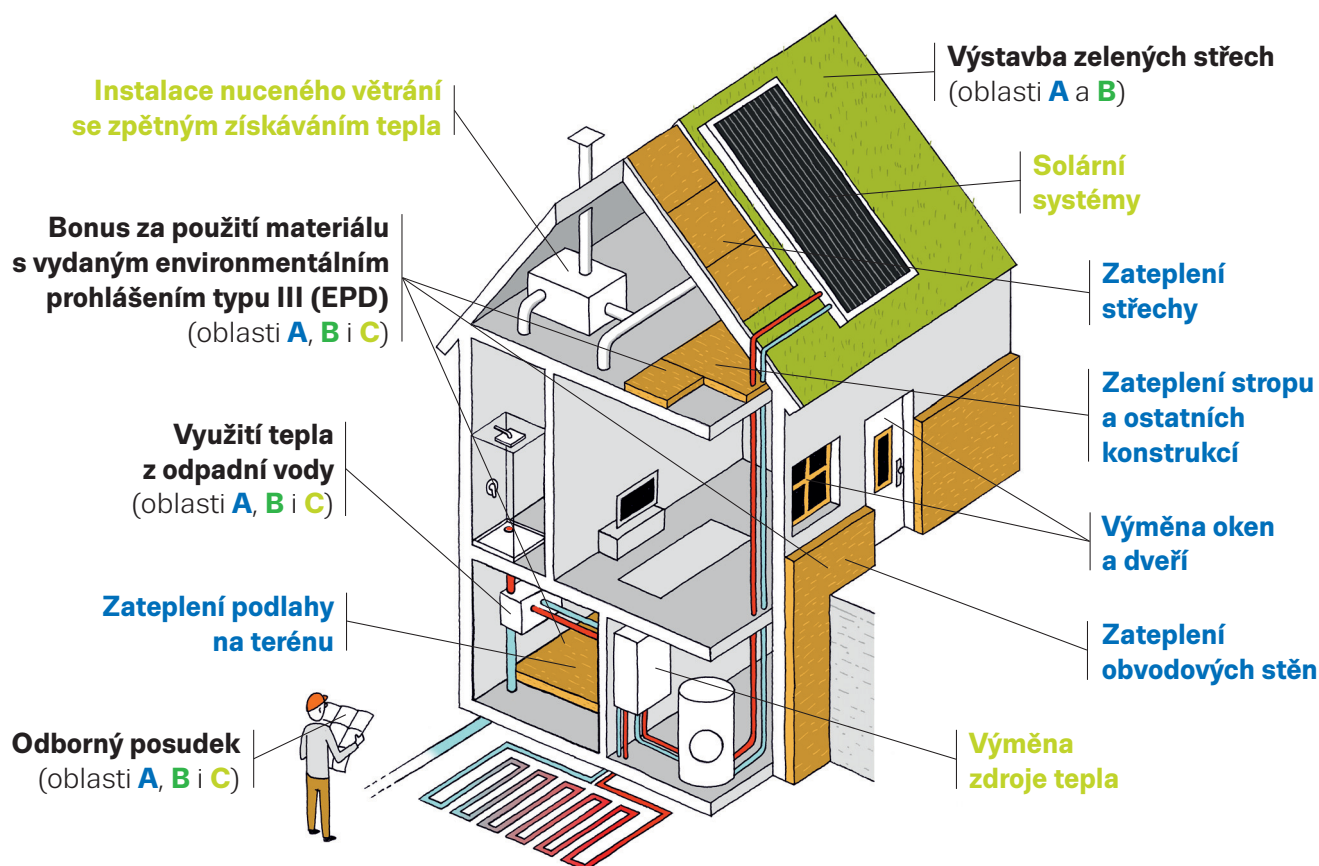 Instalace nuceného větrání
se zpětným získáváním tepla
Bonus za použití materiálu
s vydaným environmentálním
prohlášením typu III (EPD)
(oblasti A, B i C)
Využití tepla
z odpadní vody
(oblasti A, B i C)
Zateplení podlahy
na terénu
Odborný posudek
(oblasti A, B i C)
Výstavba zelených střech
(oblasti A a B)
Solární
systémy
Zateplení
střechy
Zateplení stropu
a ostatních
konstrukcí
Výměna oken
a dveří
Zateplení
obvodových stěn
Výměna
zdroje tepla